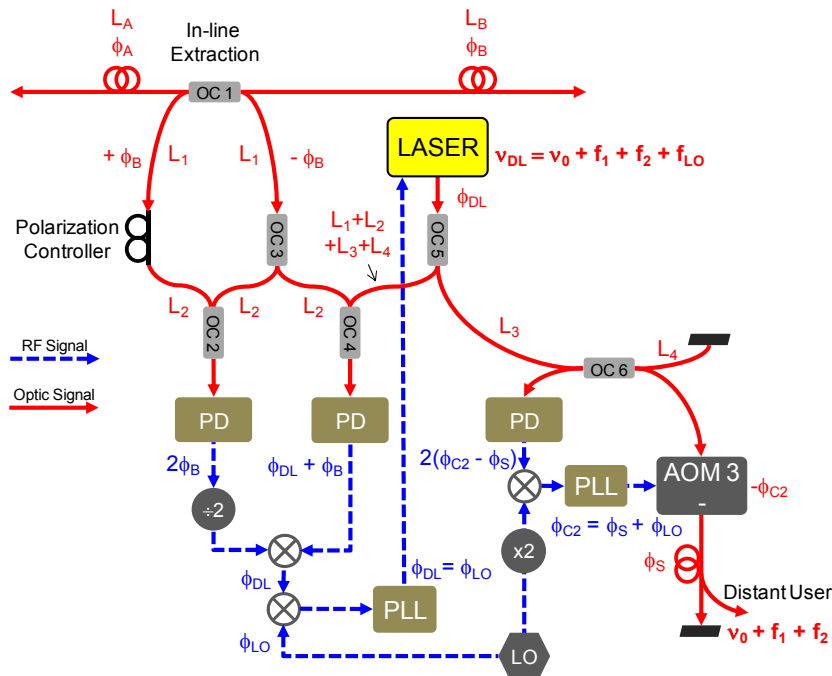 L_A
ϕ_A
In-line
Extraction
L_B
ϕ_B
OC 1
+ ϕ_B
L_1
L_1
- ϕ_B
LASER
ν_DL = ν_0 + f_1 + f_2 + f_LO
ϕ_DL
Polarization
Controller
OC 3
L_1+L_2
+L_3+L_4
OC 5
L_2
L_2
L_2
OC 2
OC 4
L_3
L_4
OC 6
RF Signal
Optic Signal
PD
PD
PD
2ϕ_B
ϕ_DL + ϕ_B
2(ϕ_C2 - ϕ_S)
PLL
AOM 3
-
-ϕ_C2
÷2
ϕ_C2 = ϕ_S + ϕ_LO
x2
ϕ_DL
ϕ_DL = ϕ_LO
ϕ_S
PLL
Distant User
ν_0 + f_1 + f_2
ϕ_LO
LO